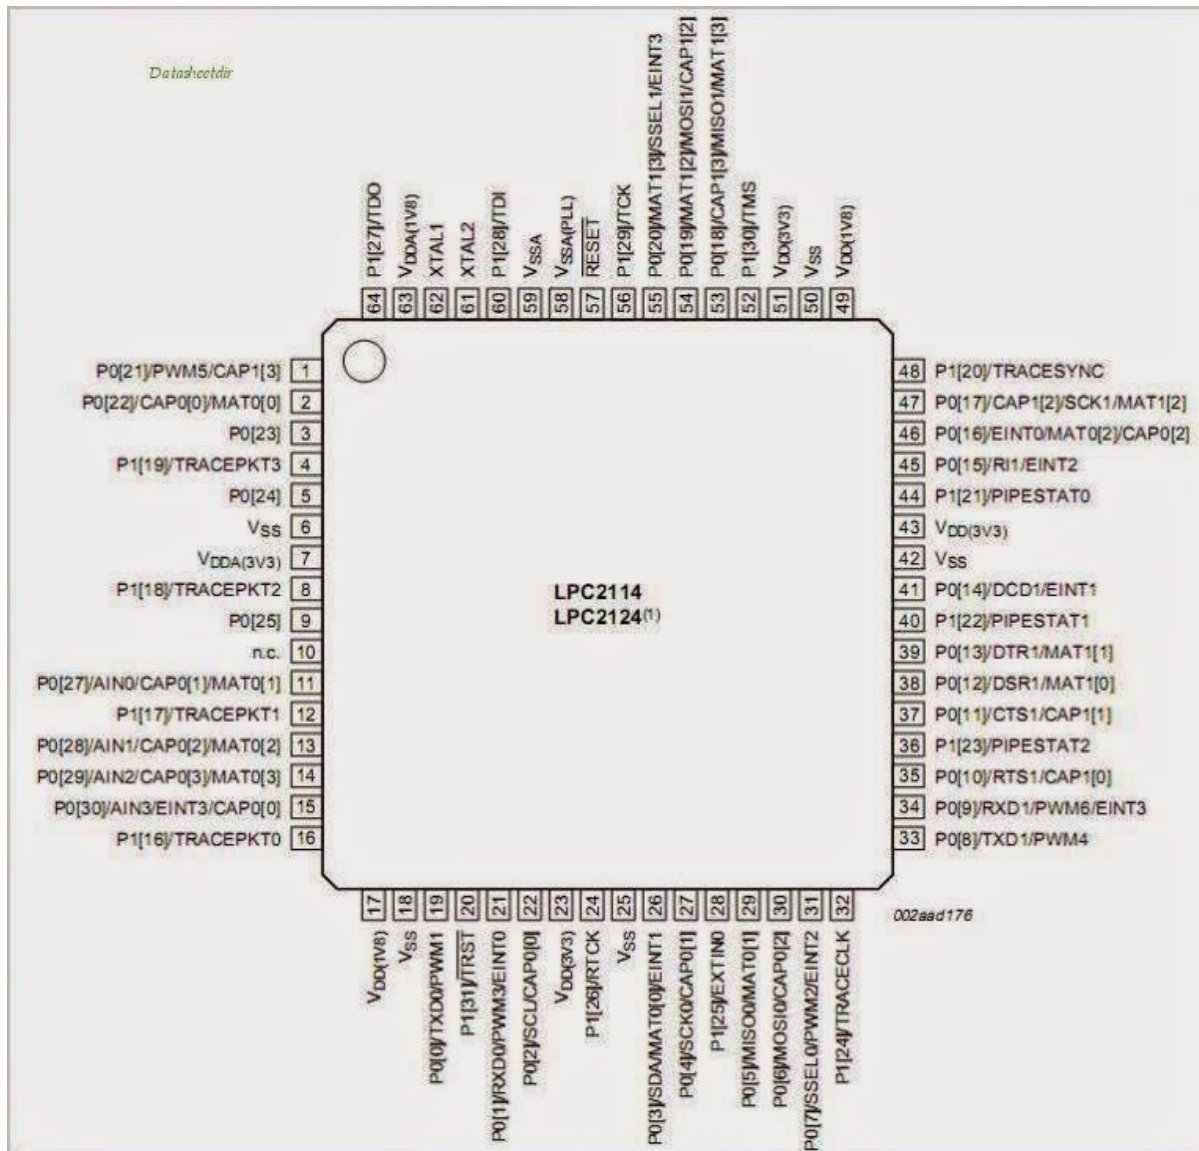 Datasheetdir
P1[27]/TDO
VDDA(1V8)
XTAL1
XTAL2
P1[28]/TDI
VSSA
VSSA(PLL)
RESET
P1[29]/TCK
P0[20]/MAT1[3]/SSEL1/EINT3
P0[19]/MAT1[2]/MOSI1/CAP1[2]
P0[18]/CAP1[3]/MISO1/MAT1[3]
P1[30]/TMS
VDD(3V3)
VSS
VDD(1V8)
64 63 62 61 60 59 58 57 56 55 54 53 52 51 50 49
P0[21]/PWM5/CAP1[3] 1
P0[22]/CAP0[0]/MAT0[0] 2
P0[23] 3
P1[19]/TRACEPKT3 4
P0[24] 5
VSS 6
VDDA(3V3) 7
P1[18]/TRACEPKT2 8
P0[25] 9
n.c. 10
P0[27]/AIN0/CAP0[1]/MAT0[1] 11
P1[17]/TRACEPKT1 12
P0[28]/AIN1/CAP0[2]/MAT0[2] 13
P0[29]/AIN2/CAP0[3]/MAT0[3] 14
P0[30]/AIN3/EINT3/CAP0[0] 15
P1[16]/TRACEPKT0 16
LPC2114
LPC2124(1)
48 P1[20]/TRACESYNC
47 P0[17]/CAP1[2]/SCK1/MAT1[2]
46 P0[16]/EINT0/MAT0[2]/CAP0[2]
45 P0[15]/RI1/EINT2
44 P1[21]/PIPESTAT0
43 VDD(3V3)
42 VSS
41 P0[14]/DCD1/EINT1
40 P1[22]/PIPESTAT1
39 P0[13]/DTR1/MAT1[1]
38 P0[12]/DSR1/MAT1[0]
37 P0[11]/CTS1/CAP1[1]
36 P1[23]/PIPESTAT2
35 P0[10]/RTS1/CAP1[0]
34 P0[9]/RXD1/PWM6/EINT3
33 P0[8]/TXD1/PWM4
17 18 19 20 21 22 23 24 25 26 27 28 29 30 31 32
VDD(1V8)
VSS
P0[0]/TXD0/PWM1
P1[31]/TRST
P0[1]/RXD0/PWM3/EINT0
P0[2]/SCL/CAP0[0]
VDD(3V3)
P1[26]/RTCK
VSS
P0[3]/SDA/MAT0[0]/EINT1
P0[4]/SCK0/CAP0[1]
P1[25]/EXTIN0
P0[5]/MISO0/MAT0[1]
P0[6]/MOSI0/CAP0[2]
P0[7]/SSEL0/PWM2/EINT2
P1[24]/TRACECLK
002aad176